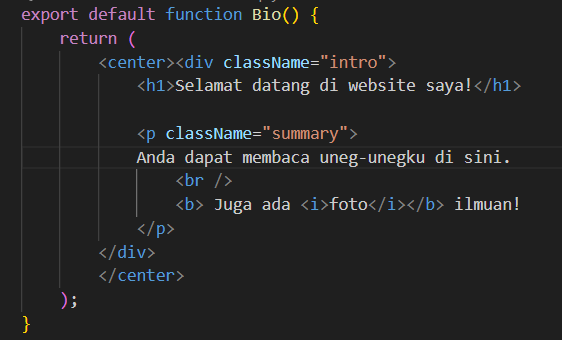 export default function Bio() {
return (
<center><div className="intro">
<h1>Selamat datang di website saya!</h1>
<p className="summary">
Anda dapat membaca uneg-unegku di sini.
<br />
<b> Juga ada <i>foto</i></b> ilmuan!
</p>
</div>
</center>
);
}